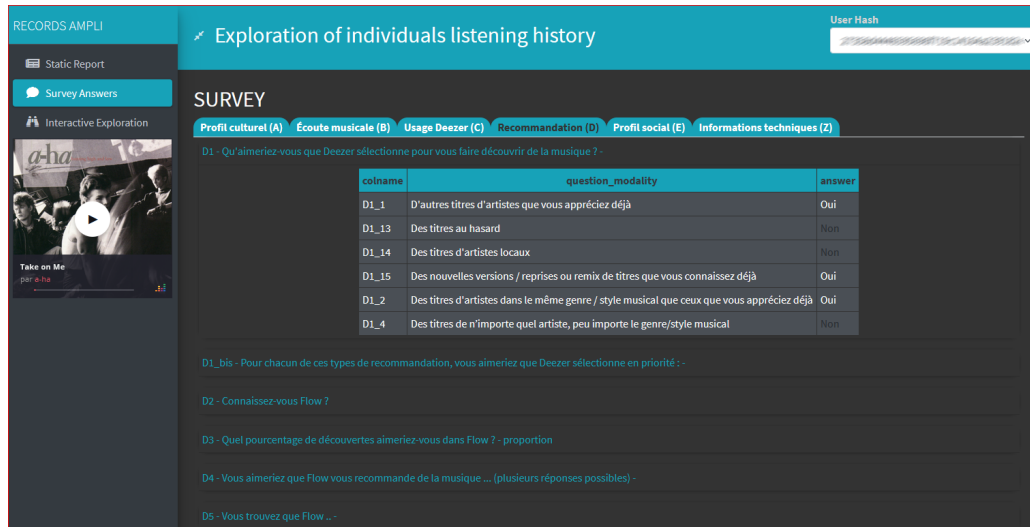 RECORDS AMPLI
Exploration of individuals listening history
User Hash
Static Report
Survey Answers
Interactive Exploration
a-ha
Take on Me
par a-ha
SURVEY
Profil culturel (A) Écoute musicale (B) Usage Deezer (C) Recommandation (D) Profil social (E) Informations techniques (Z)
D1 - Qu'aimeriez-vous que Deezer sélectionne pour vous faire découvrir de la musique ? -
colname question_modality answer
D1_1 D'autres titres d'artistes que vous appréciez déjà Oui
D1_13 Des titres au hasard Non
D1_14 Des titres d'artistes locaux Non
D1_15 Des nouvelles versions / reprises ou remix de titres que vous connaissez déjà Oui
D1_2 Des titres d'artistes dans le même genre / style musical que ceux que vous appréciez déjà Oui
D1_4 Des titres de n'importe quel artiste, peu importe le genre/style musical Non
D1_bis - Pour chacun de ces types de recommandation, vous aimeriez que Deezer sélectionne en priorité : -
D2 - Connaissez-vous Flow ?
D3 - Quel pourcentage de découvertes aimeriez-vous dans Flow ? - proportion
D4 - Vous aimeriez que Flow vous recommande de la musique ... (plusieurs réponses possibles) -
D5 - Vous trouvez que Flow .. -